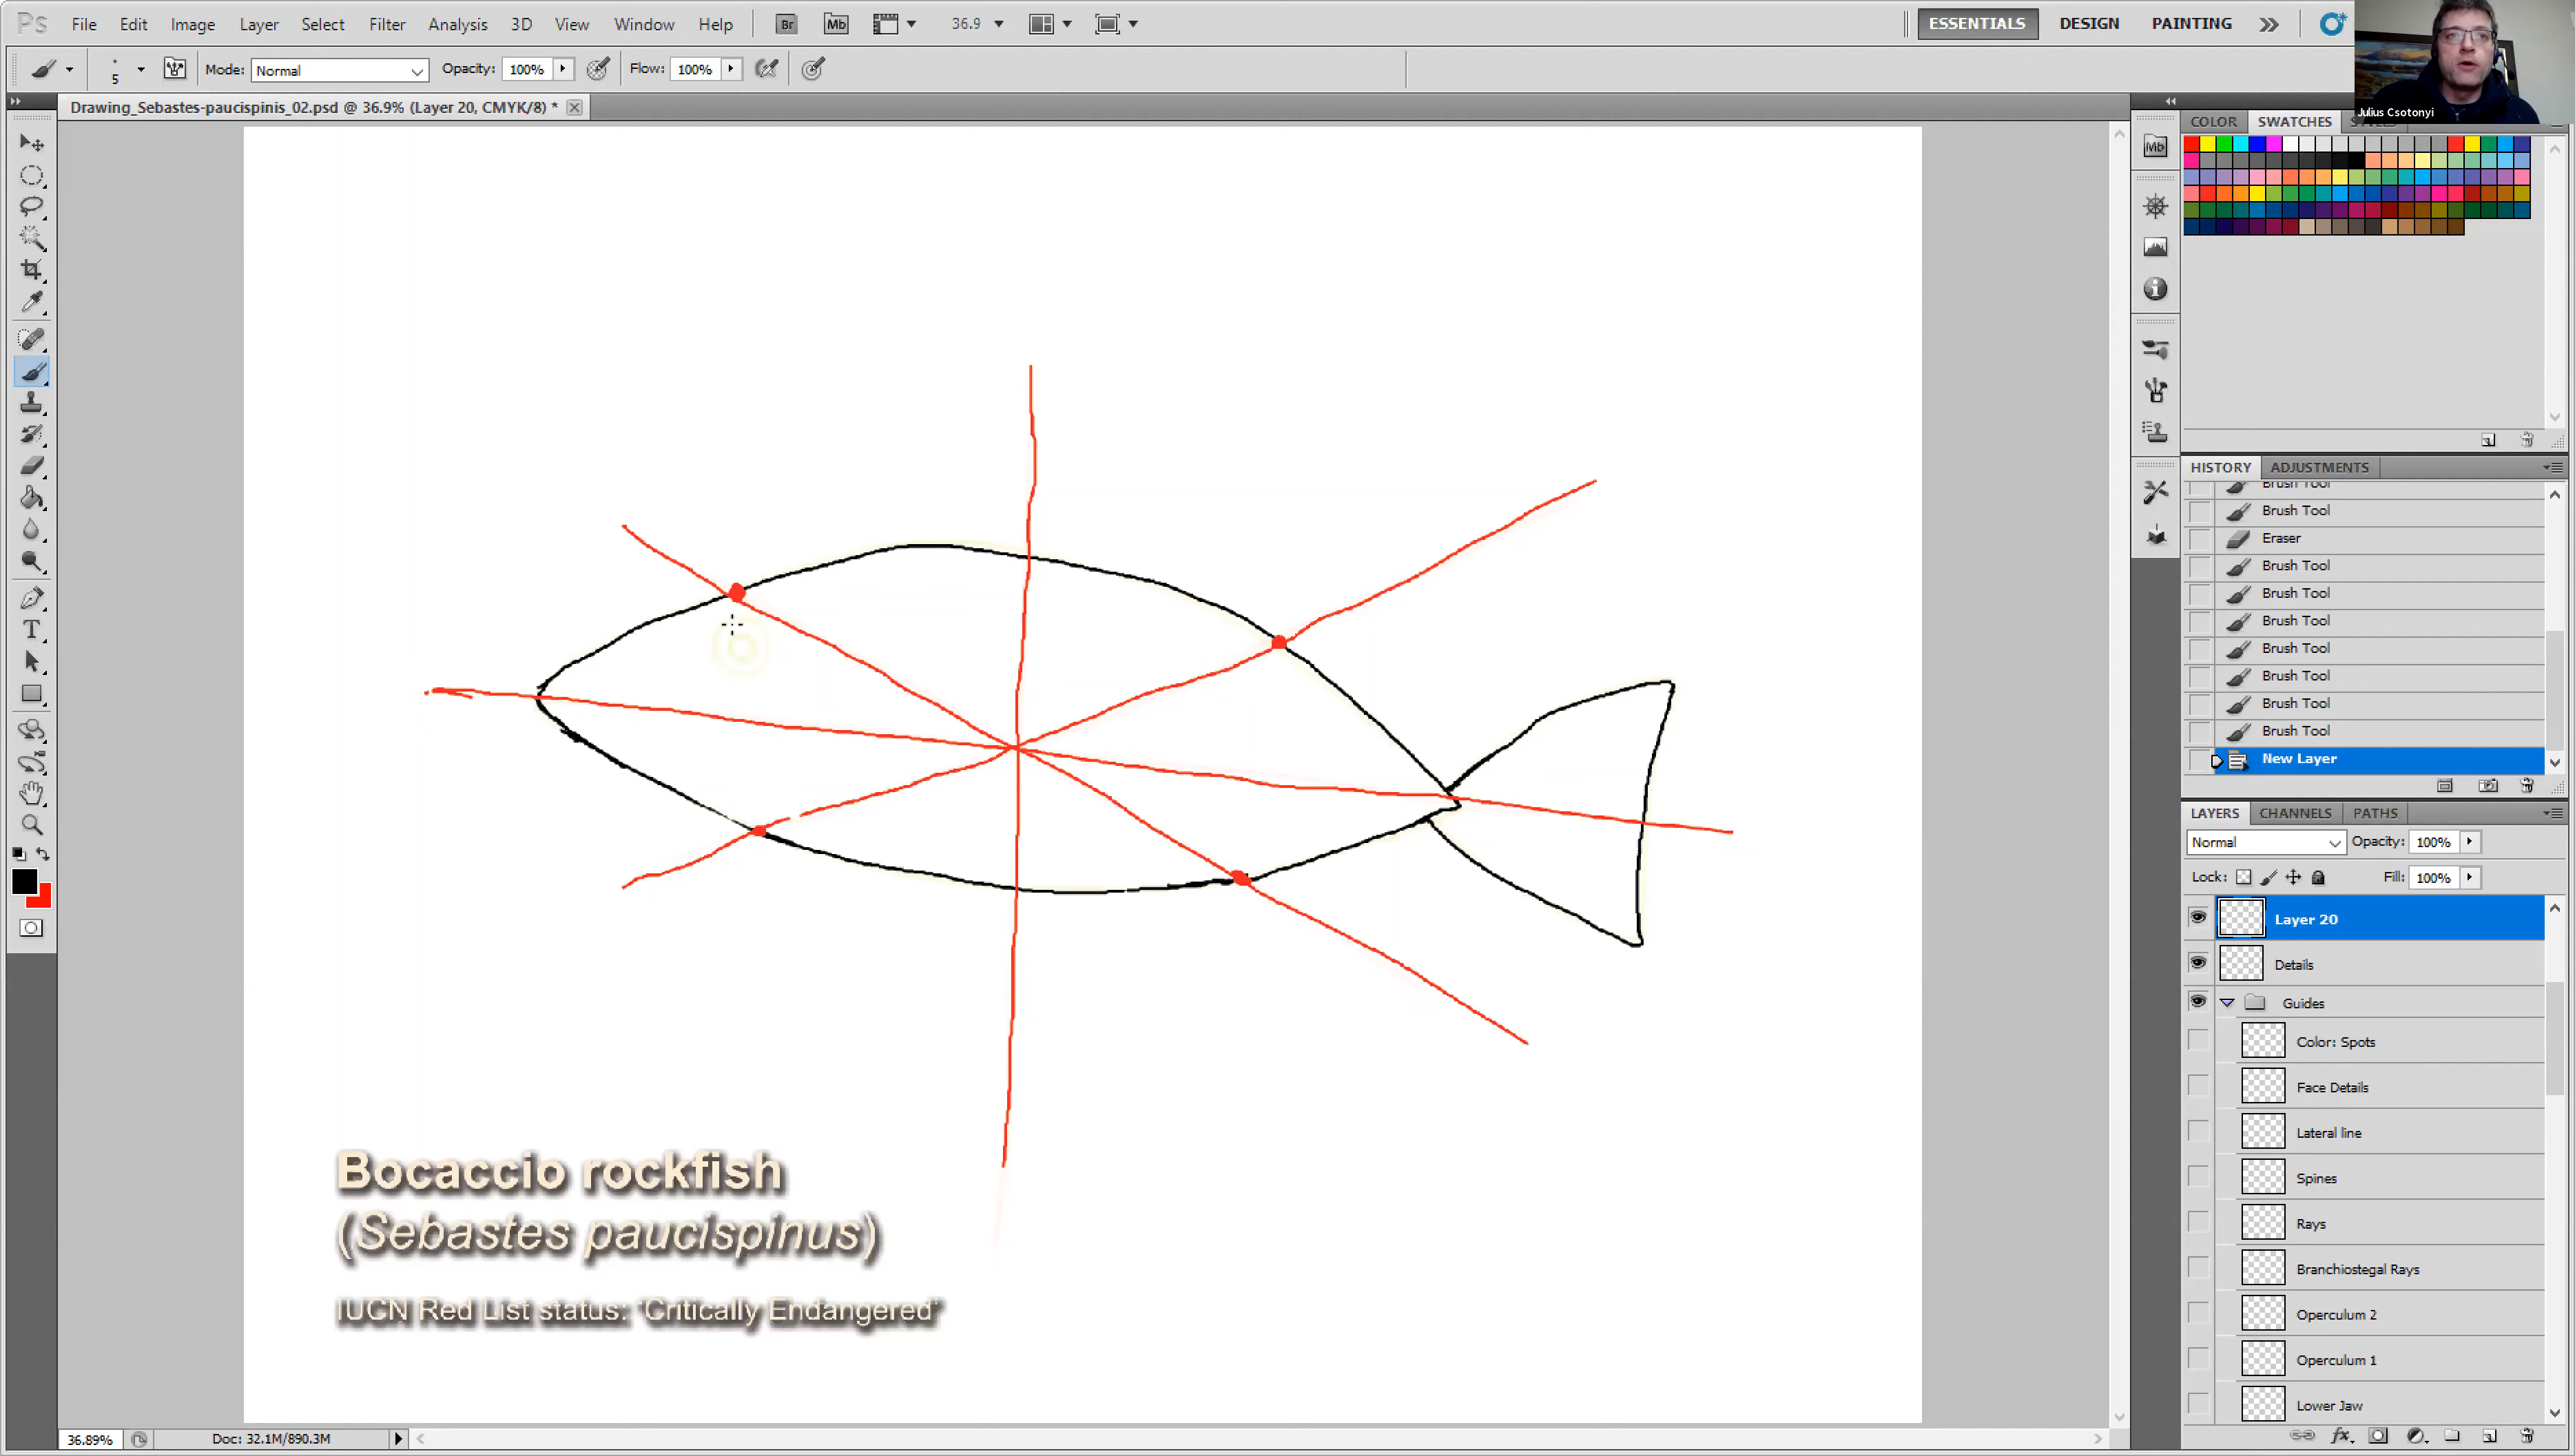 Ps File Edit Image Layer Select Filter Analysis 3D View Window Help Br Mb 36.9 ESSENTIALS DESIGN PAINTING
5 Mode: Normal Opacity: 100% Flow: 100%
Julius Csotonyi
Drawing_Sebastes-paucispinis_02.psd @ 36.9% (Layer 20, CMYK/8) *
COLOR SWATCHES
Mb
HISTORY ADJUSTMENTS
Brush Tool
Brush Tool
Eraser
Brush Tool
Brush Tool
Brush Tool
Brush Tool
Brush Tool
Brush Tool
Brush Tool
New Layer
LAYERS CHANNELS PATHS
Normal Opacity: 100%
Lock: Fill: 100%
Layer 20
Details
Guides
Color: Spots
Face Details
Lateral line
Spines
Rays
Branchiostegal Rays
Operculum 2
Operculum 1
Lower Jaw
T
Bocaccio rockfish
(Sebastes paucispinus)
IUCN Red List status: "Critically Endangered"
36.89% Doc: 32.1M/890.3M
fx